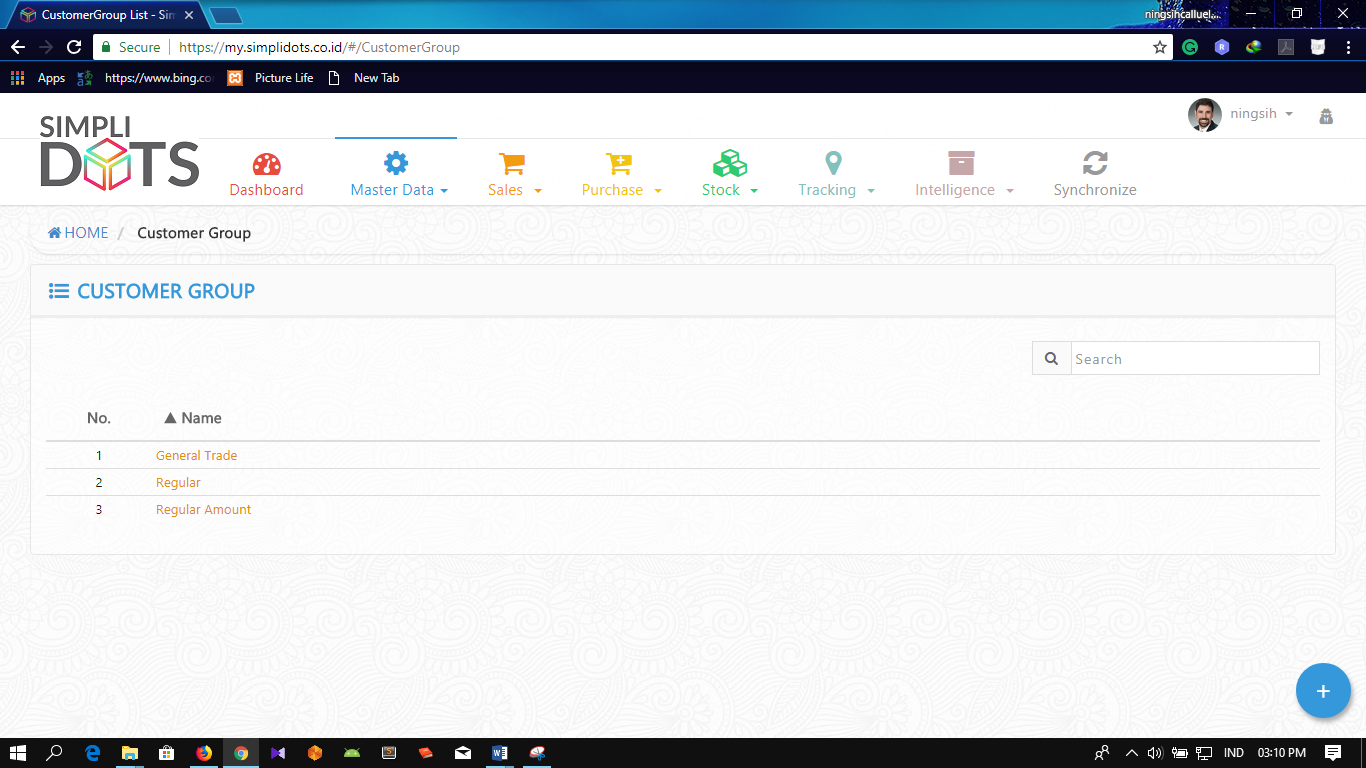 CustomerGroup List - Sim
ningsihcalluel...
Secure https://my.simplidots.co.id/#/CustomerGroup
Apps https://www.bing.co Picture Life New Tab
SIMPLI
DOTS
ningsih
Dashboard Master Data Sales Purchase Stock Tracking Intelligence Synchronize
HOME / Customer Group
CUSTOMER GROUP
Search
No. Name
1 General Trade
2 Regular
3 Regular Amount
+
IND 03:10 PM